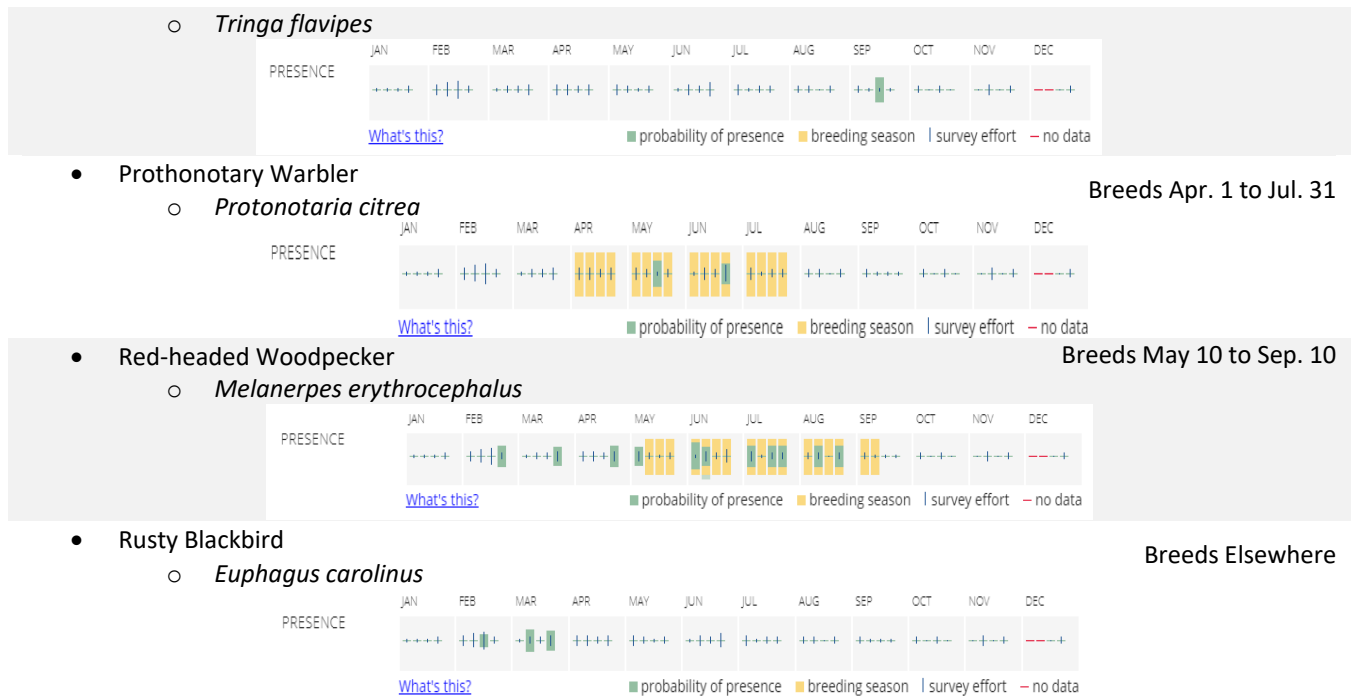 o Tringa flavipes
JAN FEB MAR APR MAY JUN JUL AUG SEP OCT NOV DEC
PRESENCE
What's this? probability of presence breeding season survey effort no data
• Prothonotary Warbler Breeds Apr. 1 to Jul. 31
o Protonotaria citrea
JAN FEB MAR APR MAY JUN JUL AUG SEP OCT NOV DEC
PRESENCE
What's this? probability of presence breeding season survey effort no data
• Red-headed Woodpecker Breeds May 10 to Sep. 10
o Melanerpes erythrocephalus
JAN FEB MAR APR MAY JUN JUL AUG SEP OCT NOV DEC
PRESENCE
What's this? probability of presence breeding season survey effort no data
• Rusty Blackbird Breeds Elsewhere
o Euphagus carolinus
JAN FEB MAR APR MAY JUN JUL AUG SEP OCT NOV DEC
PRESENCE
What's this? probability of presence breeding season survey effort no data